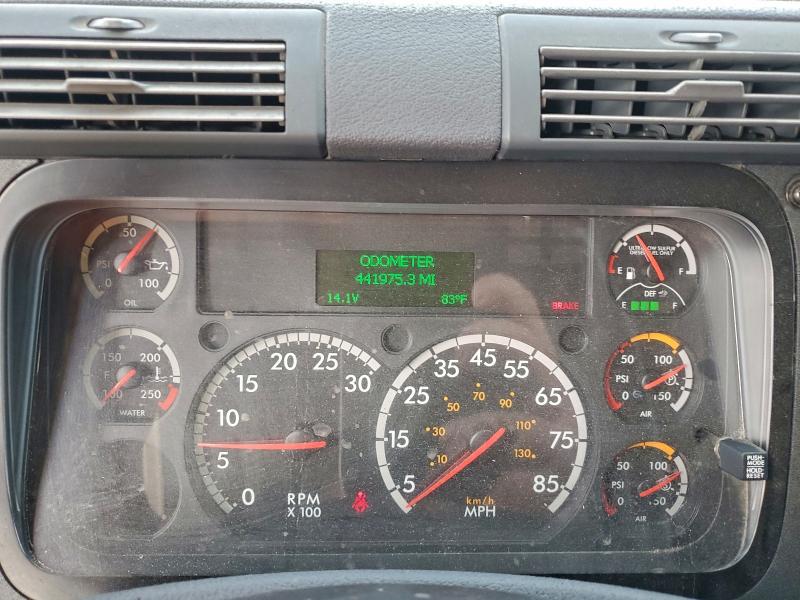 ODOMETER
441975.3 MI
14.1V 83°F
BRAKE
50
PSI
0 100
OIL
150 200
F
100 250
WATER
0 5 10 15 20 25 30
RPM
X 100
5 15 25 35 45 55 65 75 85
10 30 50 70 90 110 130
km/h
MPH
ULTRA LOW SULFUR
DIESEL FUEL ONLY
E F
DEF
E F
50 100
PSI
0 150
AIR
50 100
PSI
0 150
AIR
PUSH-
MODE
HOLD-
RESET